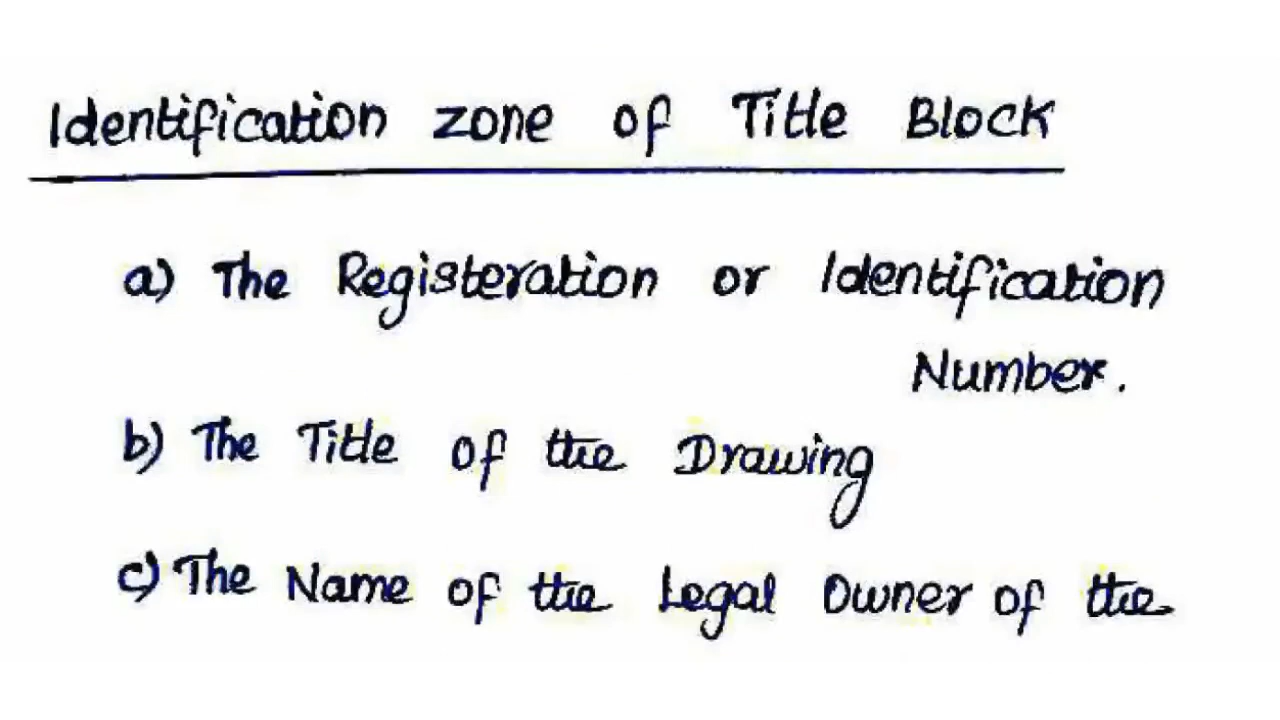 Identification zone of Title Block
a) The Registeration or Identification
Number.
b) The Title of the Drawing
c) The Name of the Legal Owner of the